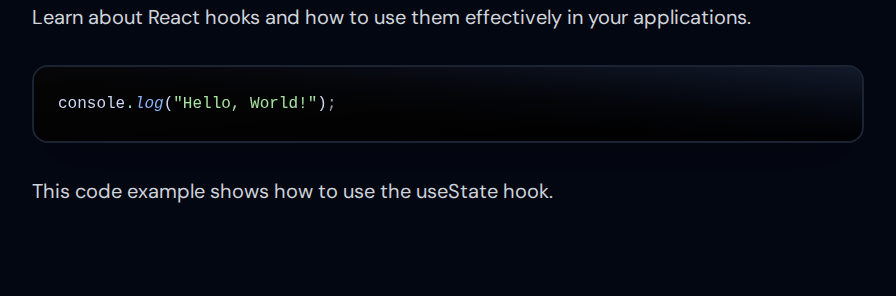 Learn about React hooks and how to use them effectively in your applications.
console.log("Hello, World!");
This code example shows how to use the useState hook.